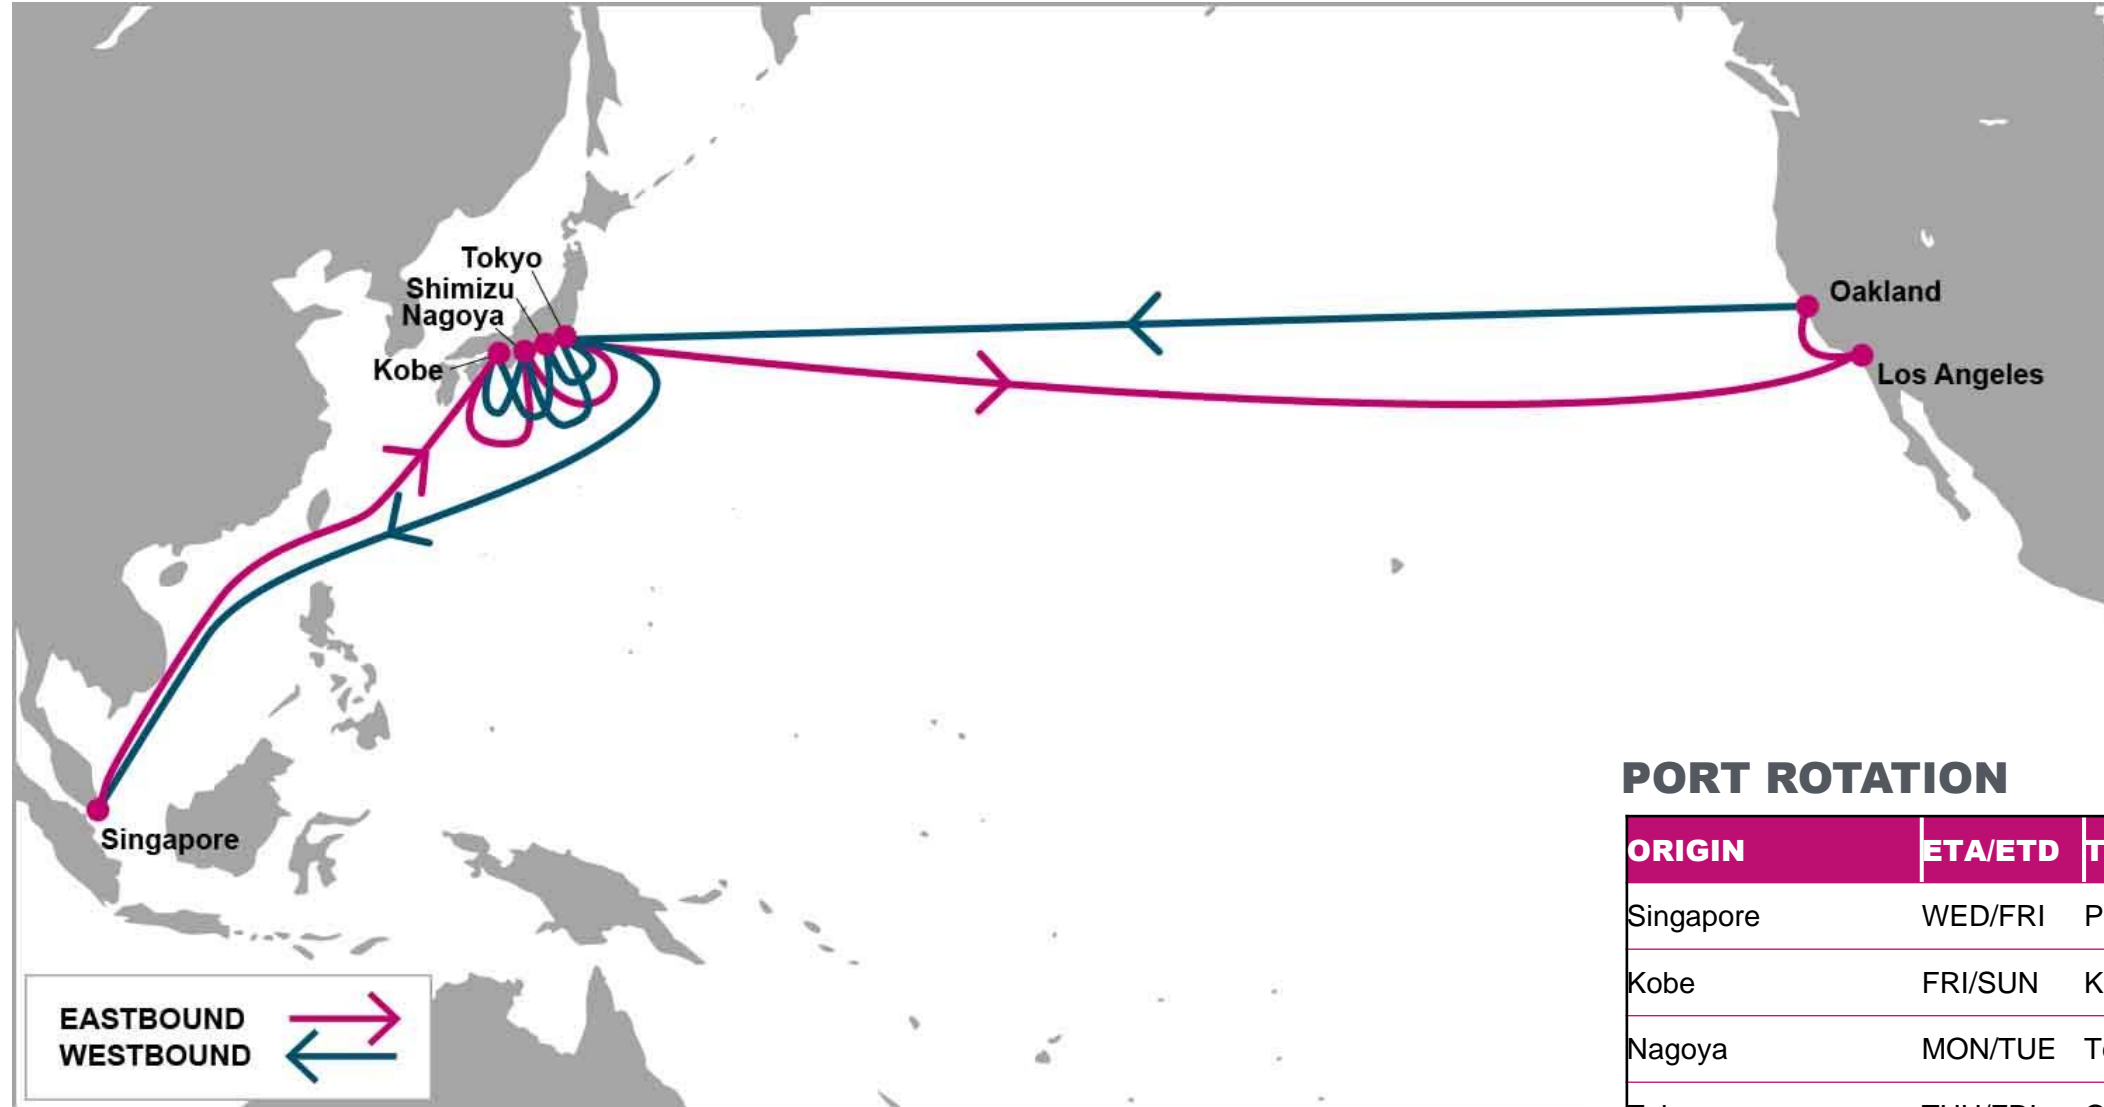 Tokyo
Shimizu
Nagoya
Kobe
Oakland
Los Angeles
Singapore
EASTBOUND
WESTBOUND
PORT ROTATION
ORIGIN ETA/ETD
Singapore WED/FRI
Kobe FRI/SUN
Nagoya MON/TUE